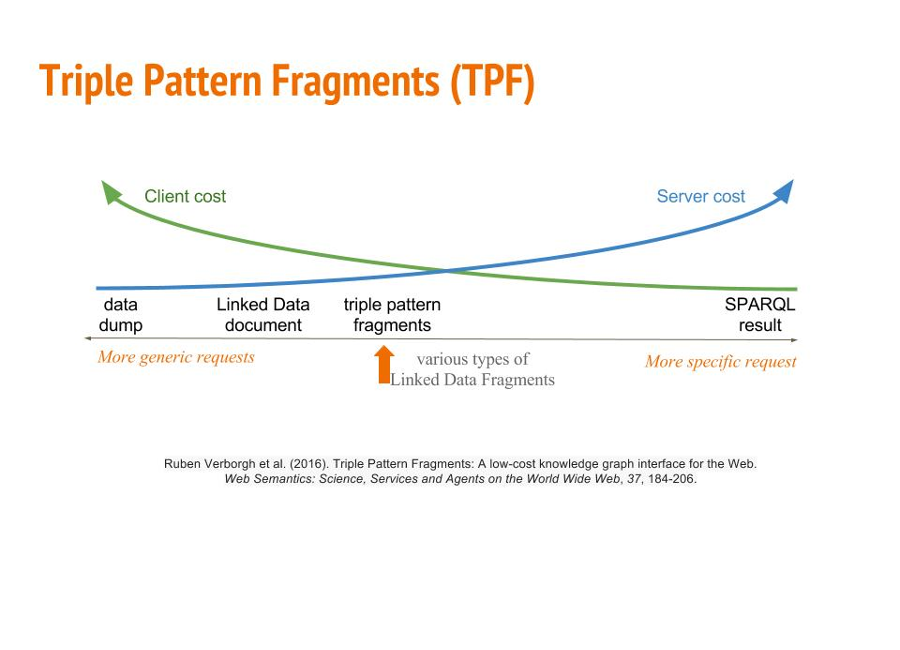 Triple Pattern Fragments (TPF)
Client cost
Server cost
data
dump
Linked Data
document
triple pattern
fragments
SPARQL
result
More generic requests
various types of
Linked Data Fragments
More specific request
Ruben Verborgh et al. (2016). Triple Pattern Fragments: A low-cost knowledge graph interface for the Web.
Web Semantics: Science, Services and Agents on the World Wide Web, 37, 184-206.